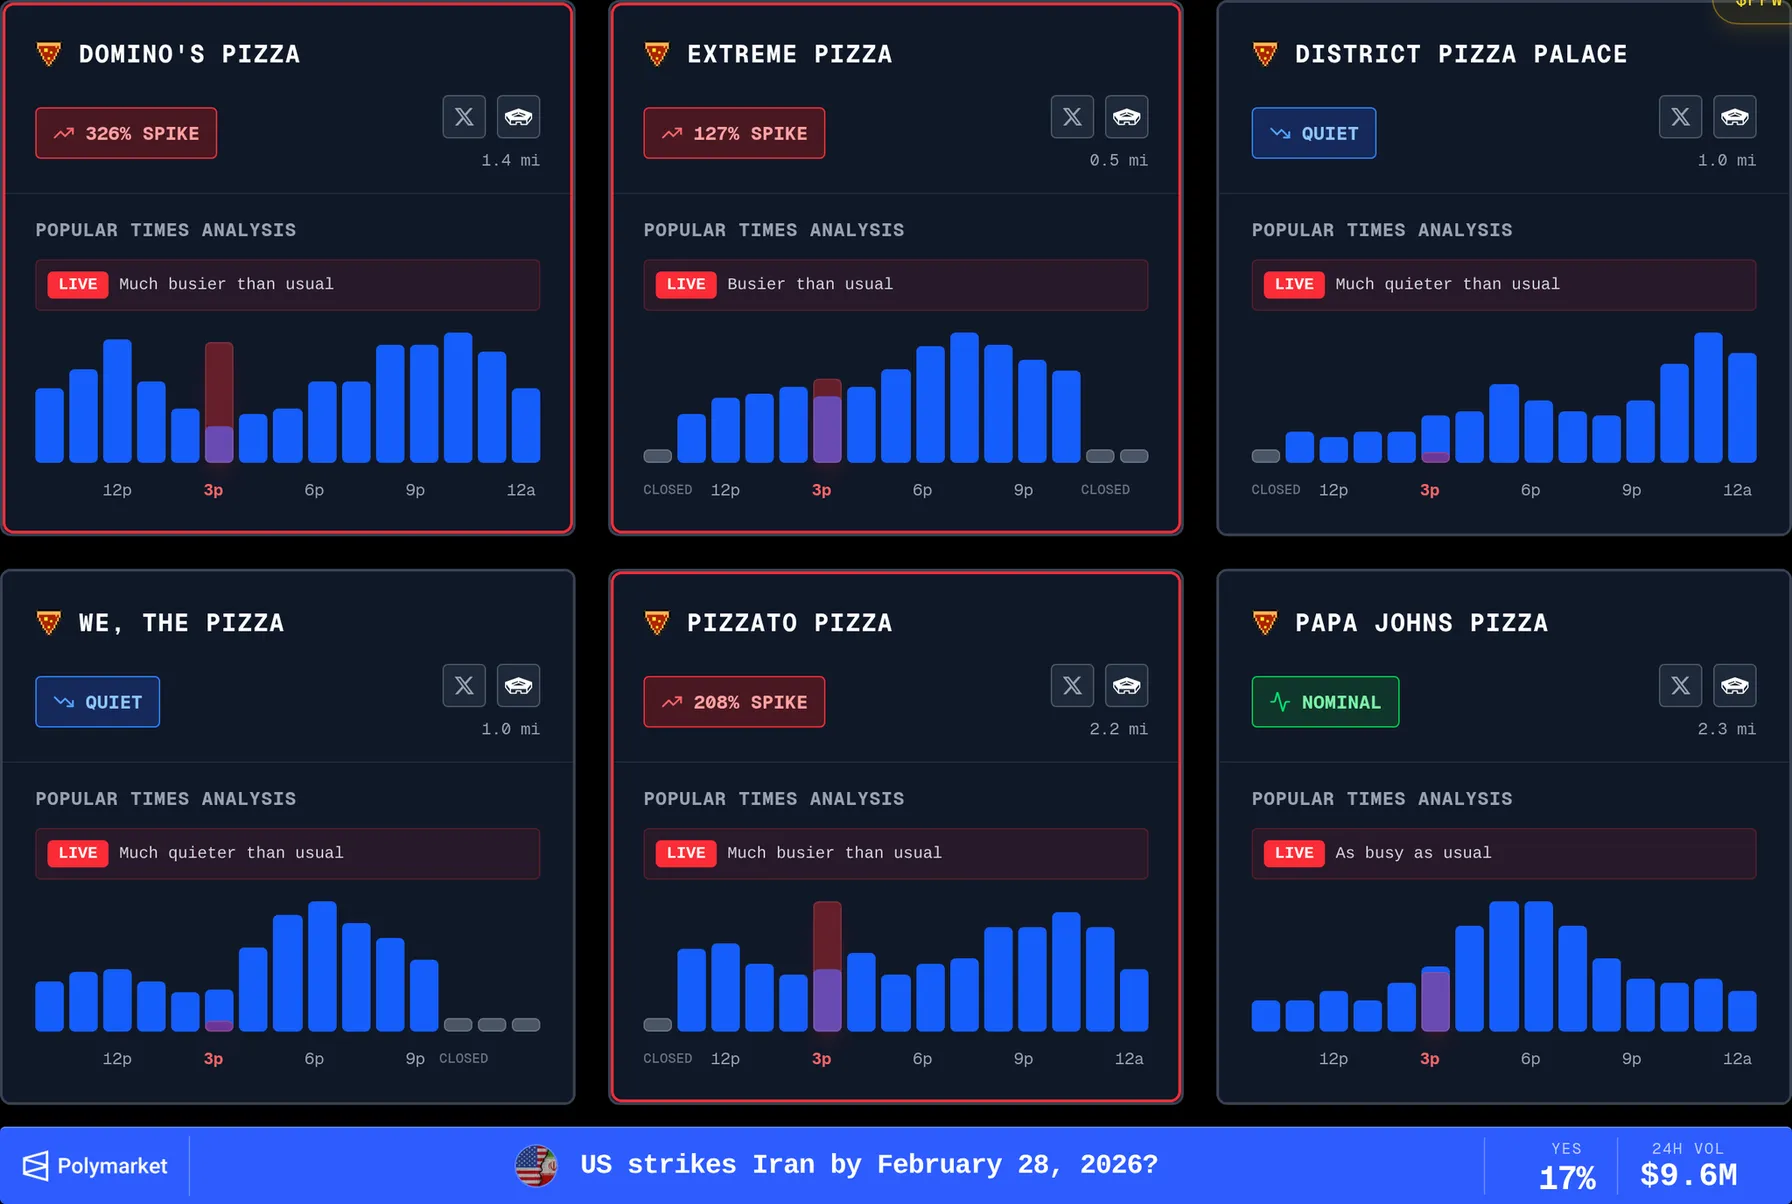 DOMINO'S PIZZA
326% SPIKE
1.4 mi
POPULAR TIMES ANALYSIS
LIVE Much busier than usual
12p 3p 6p 9p 12a
EXTREME PIZZA
127% SPIKE
0.5 mi
POPULAR TIMES ANALYSIS
LIVE Busier than usual
CLOSED 12p 3p 6p 9p CLOSED
DISTRICT PIZZA PALACE
QUIET
1.0 mi
POPULAR TIMES ANALYSIS
LIVE Much quieter than usual
CLOSED 12p 3p 6p 9p 12a
WE, THE PIZZA
QUIET
1.0 mi
POPULAR TIMES ANALYSIS
LIVE Much quieter than usual
12p 3p 6p 9p CLOSED
PIZZATO PIZZA
208% SPIKE
2.2 mi
POPULAR TIMES ANALYSIS
LIVE Much busier than usual
CLOSED 12p 3p 6p 9p 12a
PAPA JOHNS PIZZA
NOMINAL
2.3 mi
POPULAR TIMES ANALYSIS
LIVE As busy as usual
12p 3p 6p 9p 12a
Polymarket
US strikes Iran by February 28, 2026?
YES
17%
24H VOL
$9.6M